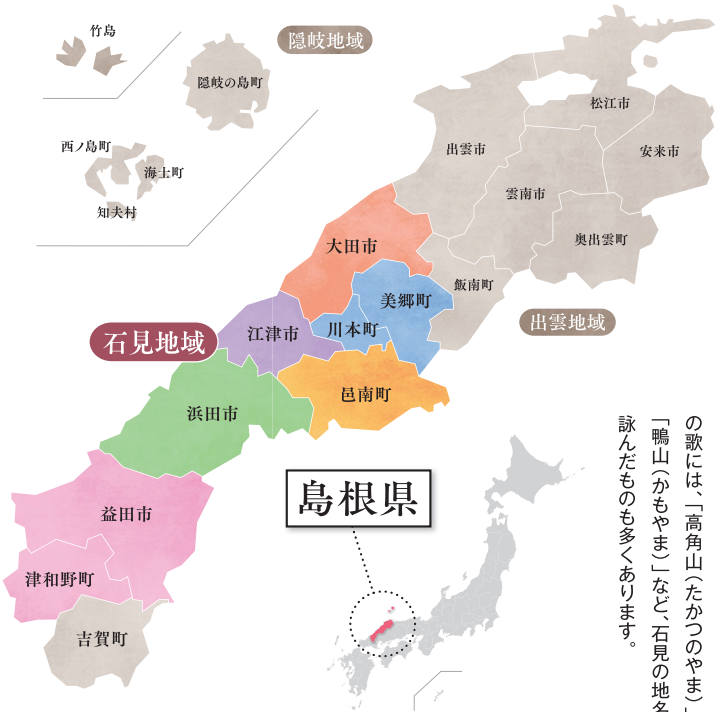 竹島
隠岐地域
隠岐の島町
西ノ島町
海士町
知夫村
松江市
出雲市
安来市
雲南市
奥出雲町
飯南町
出雲地域
大田市
美郷町
川本町
江津市
石見地域
邑南町
浜田市
益田市
津和野町
吉賀町
島根県
の歌には、「高角山（たかつのやま）」
「鴨山（かもやま）」など、石見の地名
詠んだものも多くあります。